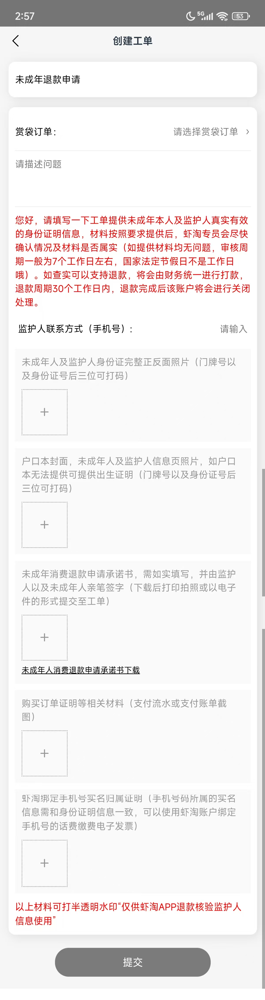 2:57
5G
53
创建工单
未成年退款申请
赏袋订单：
请选择赏袋订单
请描述问题
您好，请填写一下工单提供未成年本人及监护人真实有效
的身份证明信息，材料按照要求提供后，虾淘专员会尽快
确认情况及材料是否属实（如提供材料均无问题，审核周
期一般为7个工作日左右，国家法定节假日不是工作日
哦）。如查实可以支持退款，将会由财务统一进行打款，
退款周期30个工作日内，退款完成后该账户将会进行关闭
处理。
监护人联系方式（手机号）：
请输入
未成年人及监护人身份证完整正反面照片（门牌号以
及身份证号后三位可打码）
户口本封面，未成年人及监护人信息页照片，如户口
本无法提供可提供出生证明（门牌号以及身份证号后
三位可打码）
未成年消费退款申请承诺书，需如实填写，并由监护
人以及未成年人亲笔签字（下载后打印拍照或以电子
件的形式提交至工单）
未成年人消费退款申请承诺书下载
购买订单证明等相关材料（支付流水或支付账单截
图）
虾淘绑定手机号实名归属证明（手机号码所属的实名
信息需和身份证明信息一致，可以使用虾淘账户绑定
手机号的话费缴费电子发票）
以上材料可打半透明水印“仅供虾淘APP退款核验监护人
信息使用”
提交